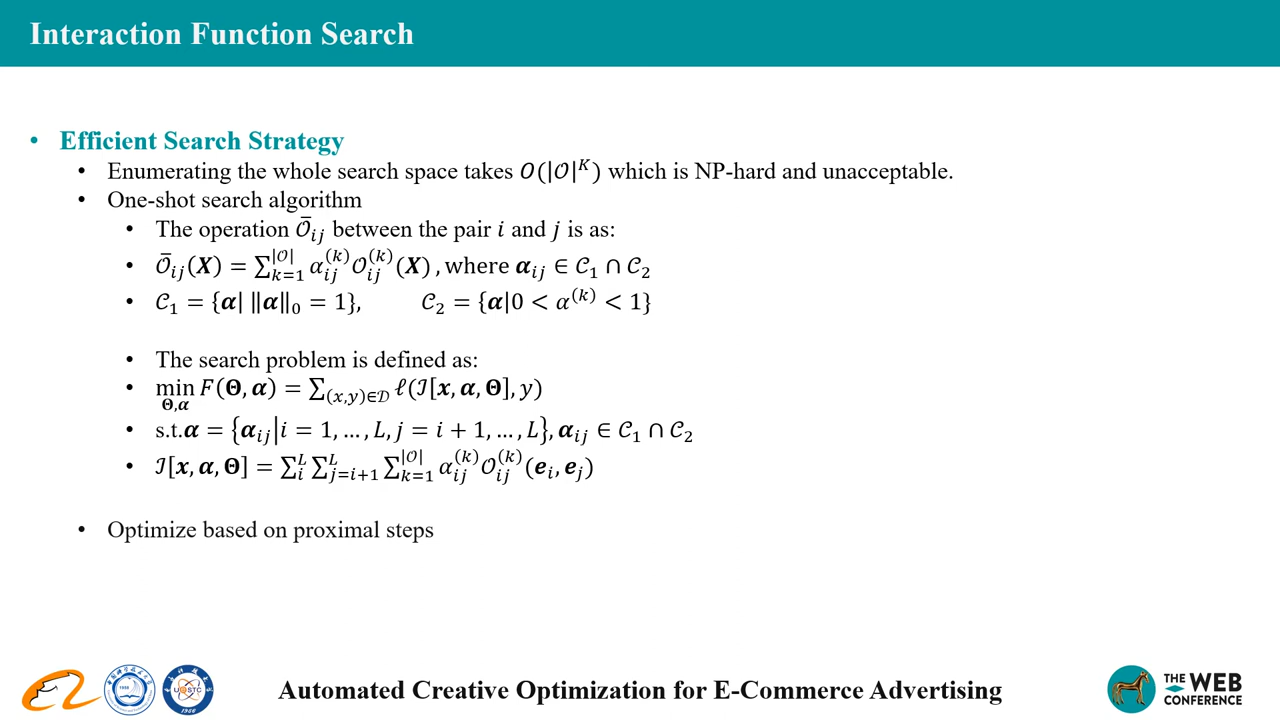 Interaction Function Search
• Efficient Search Strategy
• Enumerating the whole search space takes O(|𝒪|^K) which is NP-hard and unacceptable.
• One-shot search algorithm
• The operation 𝒪̄_ij between the pair i and j is as:
• 𝒪̄_ij(X) = ∑_{k=1}^{|𝒪|} α_ij^(k) 𝒪_ij^(k)(X) , where α_ij ∈ 𝒞_1 ∩ 𝒞_2
• 𝒞_1 = {α| ‖α‖_0 = 1}, 𝒞_2 = {α|0 < α^(k) < 1}
• The search problem is defined as:
• min_{Θ,α} F(Θ, α) = ∑_{(x,y)∈𝒟} ℓ(ℐ[x, α, Θ], y)
• s.t. α = {α_ij|i = 1, … , L, j = i + 1, … , L}, α_ij ∈ 𝒞_1 ∩ 𝒞_2
• ℐ[x, α, Θ] = ∑_i^L ∑_{j=i+1}^L ∑_{k=1}^{|𝒪|} α_ij^(k) 𝒪_ij^(k)(e_i, e_j)
• Optimize based on proximal steps
Automated Creative Optimization for E-Commerce Advertising
THE WEB
CONFERENCE
1958
UESTC
1956